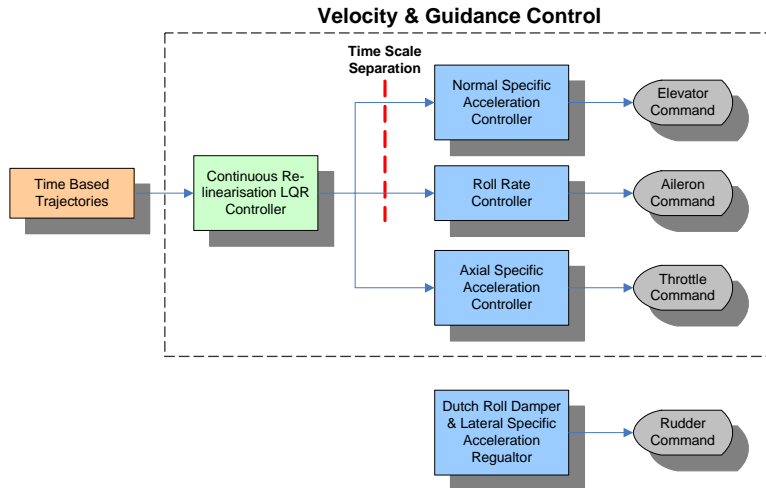 Velocity & Guidance Control
Time Scale
Separation
Normal Specific
Acceleration
Controller
Elevator
Command
Time Based
Trajectories
Continuous Re-
linearisation LQR
Controller
Roll Rate
Controller
Aileron
Command
Axial Specific
Acceleration
Controller
Throttle
Command
Dutch Roll Damper
& Lateral Specific
Acceleration
Regualtor
Rudder
Command